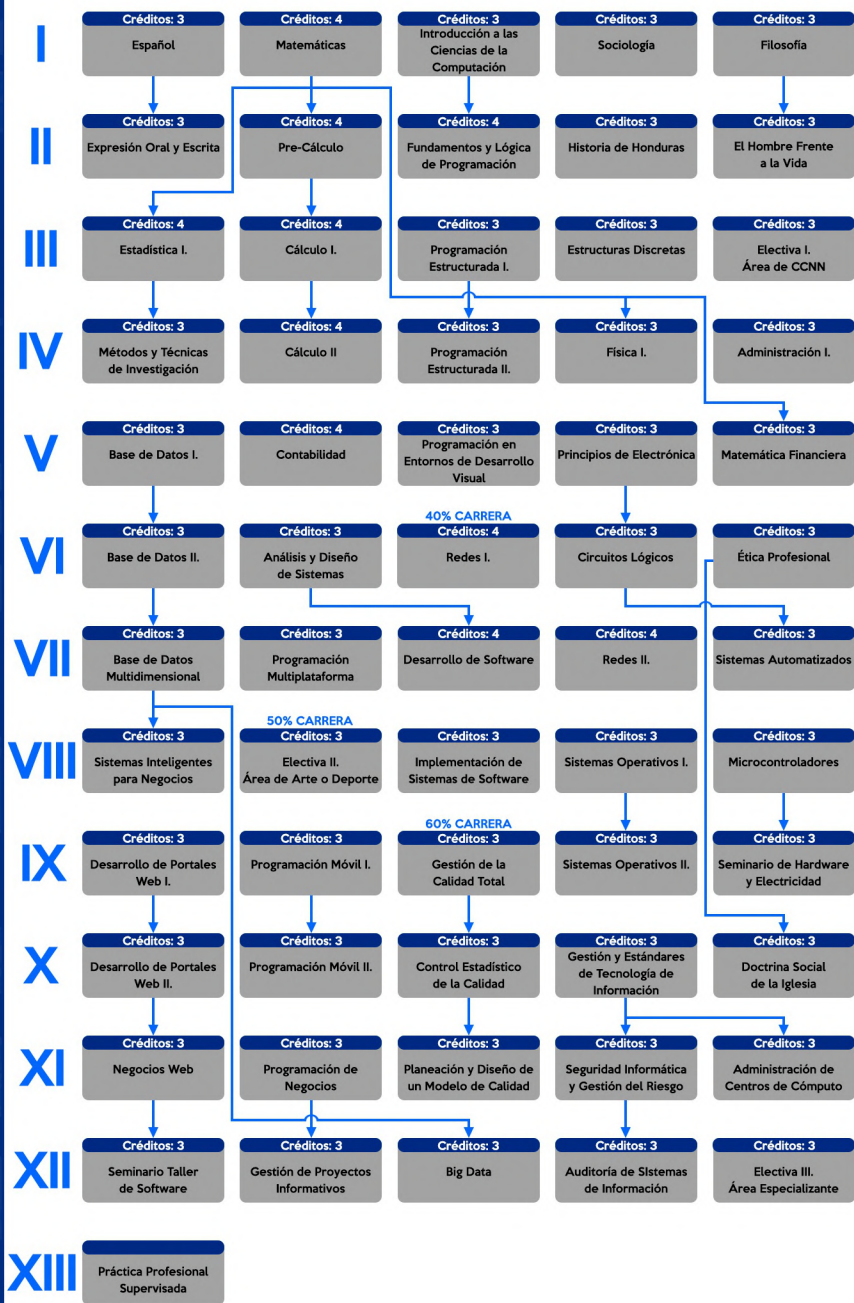 I
Créditos: 3
Español
Créditos: 4
Matemáticas
Créditos: 3
Introducción a las
Ciencias de la
Computación
Créditos: 3
Sociología
Créditos: 3
Filosofía
II
Créditos: 3
Expresión Oral y Escrita
Créditos: 4
Pre-Cálculo
Créditos: 4
Fundamentos y Lógica
de Programación
Créditos: 3
Historia de Honduras
Créditos: 3
El Hombre Frente
a la Vida
III
Créditos: 4
Estadística I.
Créditos: 4
Cálculo I.
Créditos: 3
Programación
Estructurada I.
Créditos: 3
Estructuras Discretas
Créditos: 3
Electiva I.
Área de CCNN
IV
Créditos: 3
Métodos y Técnicas
de Investigación
Créditos: 4
Cálculo II
Créditos: 3
Programación
Estructurada II.
Créditos: 3
Física I.
Créditos: 3
Administración I.
V
Créditos: 3
Base de Datos I.
Créditos: 4
Contabilidad
Créditos: 3
Programación en
Entornos de Desarrollo
Visual
Créditos: 3
Principios de Electrónica
Créditos: 3
Matemática Financiera
VI
Créditos: 3
Base de Datos II.
Créditos: 3
Análisis y Diseño
de Sistemas
40% CARRERA
Créditos: 4
Redes I.
Créditos: 3
Circuitos Lógicos
Créditos: 3
Ética Profesional
VII
Créditos: 3
Base de Datos
Multidimensional
Créditos: 3
Programación
Multiplataforma
Créditos: 4
Desarrollo de Software
Créditos: 4
Redes II.
Créditos: 3
Sistemas Automatizados
VIII
Créditos: 3
Sistemas Inteligentes
para Negocios
50% CARRERA
Créditos: 3
Electiva II.
Área de Arte o Deporte
Créditos: 3
Implementación de
Sistemas de Software
Créditos: 3
Sistemas Operativos I.
Créditos: 3
Microcontroladores
IX
Créditos: 3
Desarrollo de Portales
Web I.
Créditos: 3
Programación Móvil I.
60% CARRERA
Créditos: 3
Gestión de la
Calidad Total
Créditos: 3
Sistemas Operativos II.
Créditos: 3
Seminario de Hardware
y Electricidad
X
Créditos: 3
Desarrollo de Portales
Web II.
Créditos: 3
Programación Móvil II.
Créditos: 3
Control Estadístico
de la Calidad
Créditos: 3
Gestión y Estándares
de Tecnología de
Información
Créditos: 3
Doctrina Social
de la Iglesia
XI
Créditos: 3
Negocios Web
Créditos: 3
Programación de
Negocios
Créditos: 3
Planeación y Diseño de
un Modelo de Calidad
Créditos: 3
Seguridad Informática
y Gestión del Riesgo
Créditos: 3
Administración de
Centros de Cómputo
XII
Créditos: 3
Seminario Taller
de Software
Créditos: 3
Gestión de Proyectos
Informativos
Créditos: 3
Big Data
Créditos: 3
Auditoría de SIstemas
de Información
Créditos: 3
Electiva III.
Área Especializante
XIII
Práctica Profesional
Supervisada